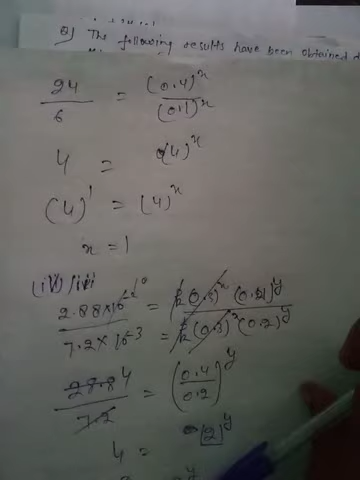 Q) The following results have been obtained d
24/6 = (0.4)^x/(0.1)^x
4 = (4)^x
(4)^1 = (4)^x
x = 1
(iv)/iii
2.88×10^-2/7.2×10^-3 = k(0.3)^x (0.4)^y/k(0.3)^x (0.2)^y
28.8/7.2 4 = (0.4/0.2)^y
4 = 2^y